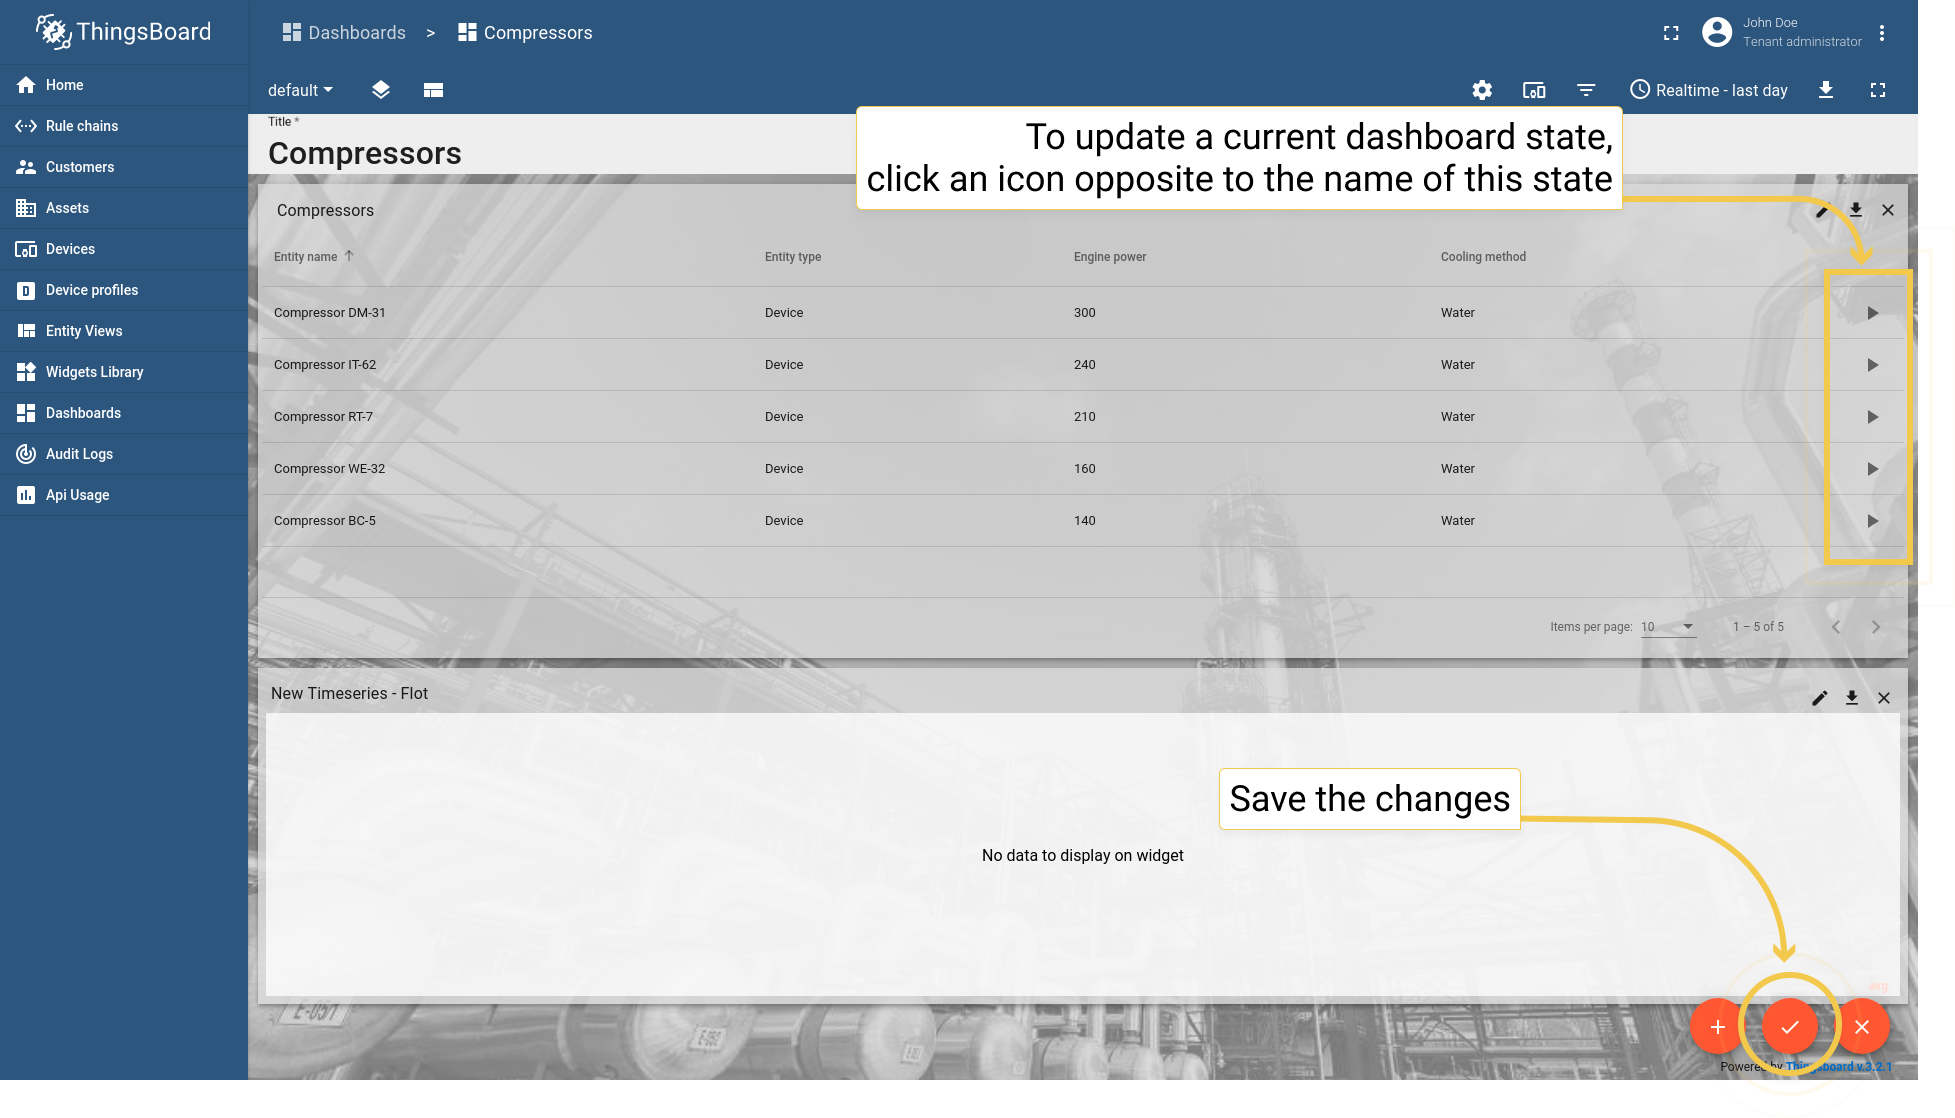 ThingsBoard
Dashboards > Compressors
John Doe
Tenant administrator
Home
Rule chains
Customers
Assets
Devices
Device profiles
Entity Views
Widgets Library
Dashboards
Audit Logs
Api Usage
default
Realtime - last day
Title *
Compressors
To update a current dashboard state,
click an icon opposite to the name of this state
Compressors
Entity name Entity type Engine power Cooling method
Compressor DM-31 Device 300 Water
Compressor IT-62 Device 240 Water
Compressor RT-7 Device 210 Water
Compressor WE-32 Device 160 Water
Compressor BC-5 Device 140 Water
Items per page: 10 1 – 5 of 5
New Timeseries - Flot
Save the changes
No data to display on widget
avg
Powered by Thingsboard v.3.2.1